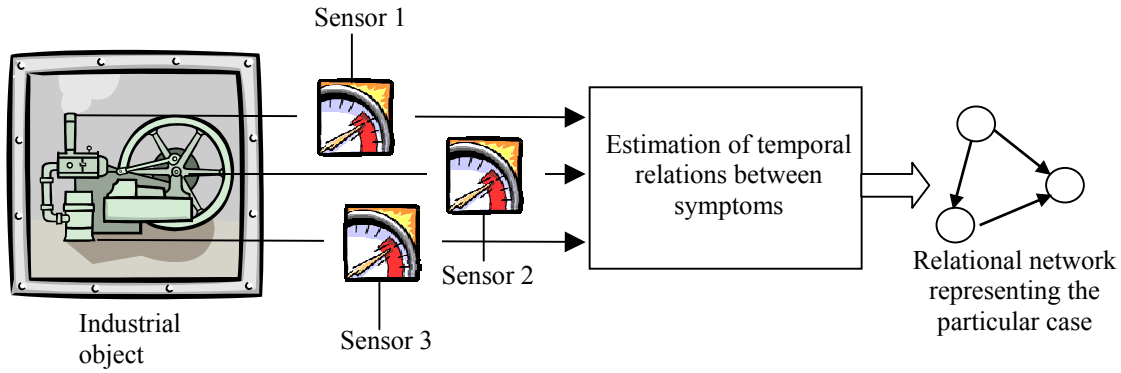 Sensor 1
Estimation of temporal
relations between
symptoms
Sensor 2
Relational network
representing the
particular case
Industrial
object
Sensor 3